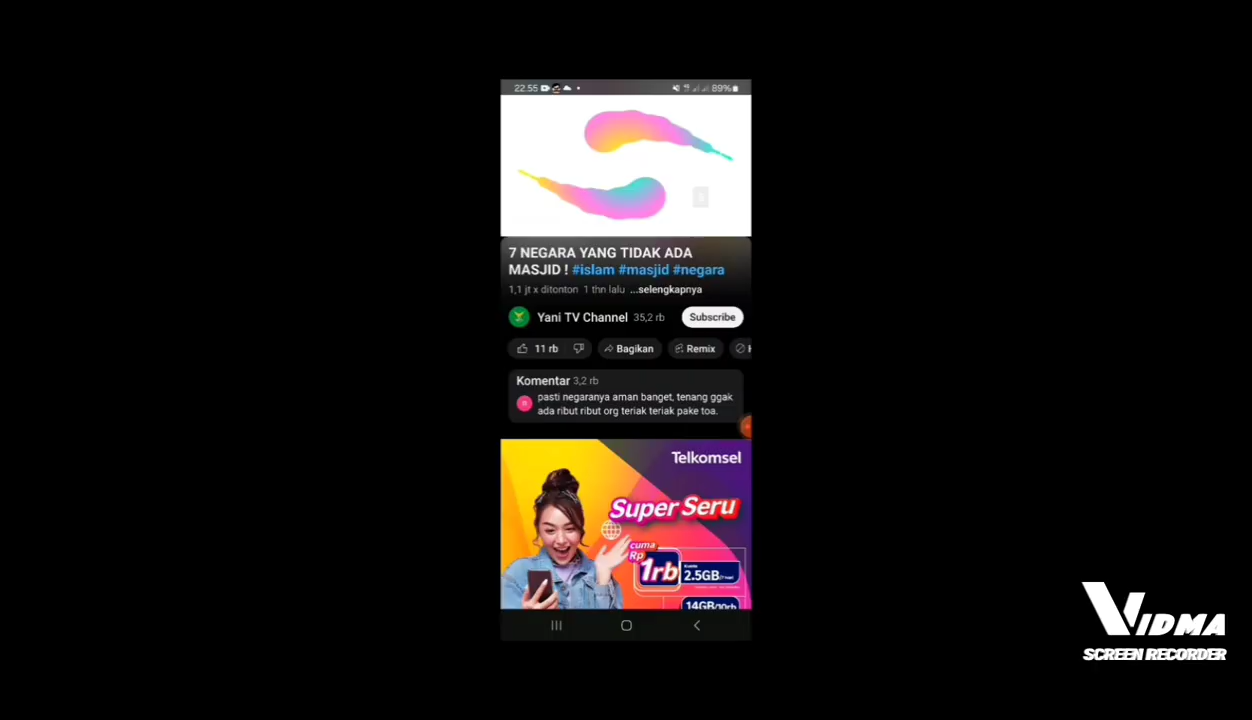 22.55
89%
7 NEGARA YANG TIDAK ADA
MASJID ! #islam #masjid #negara
1,1 jt x ditonton 1 thn lalu ...selengkapnya
Yani TV Channel 35,2 rb Subscribe
11 rb Bagikan Remix
Komentar 3,2 rb
pasti negaranya aman banget, tenang ggak
ada ribut ribut org teriak teriak pake toa.
Telkomsel
Super Seru
cuma
Rp
1rb 2.5GB
14GB/10rb
VIDMA
SCREEN RECORDER